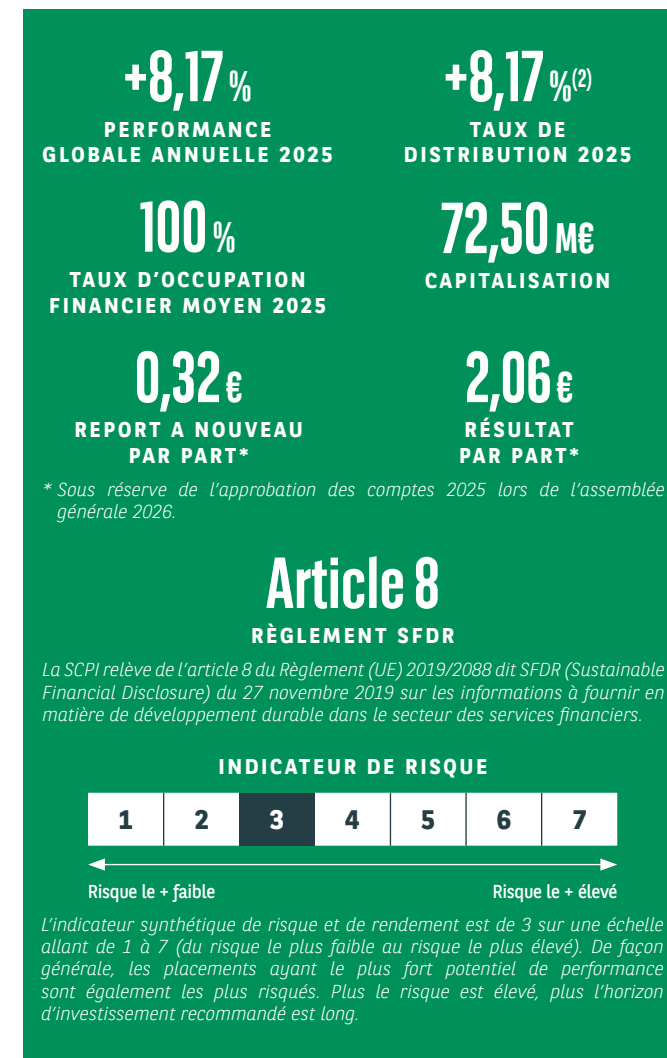 +8,17 %
PERFORMANCE
GLOBALE ANNUELLE 2025
+8,17 %(2)
TAUX DE
DISTRIBUTION 2025
100 %
TAUX D'OCCUPATION
FINANCIER MOYEN 2025
72,50 M€
CAPITALISATION
0,32 €
REPORT A NOUVEAU
PAR PART*
2,06 €
RÉSULTAT
PAR PART*
* Sous réserve de l'approbation des comptes 2025 lors de l'assemblée
générale 2026.
Article 8
RÈGLEMENT SFDR
La SCPI relève de l'article 8 du Règlement (UE) 2019/2088 dit SFDR (Sustainable
Financial Disclosure) du 27 novembre 2019 sur les informations à fournir en
matière de développement durable dans le secteur des services financiers.
INDICATEUR DE RISQUE
1 2 3 4 5 6 7
Risque le + faible Risque le + élevé
L'indicateur synthétique de risque et de rendement est de 3 sur une échelle
allant de 1 à 7 (du risque le plus faible au risque le plus élevé). De façon
générale, les placements ayant le plus fort potentiel de performance
sont également les plus risqués. Plus le risque est élevé, plus l'horizon
d'investissement recommandé est long.